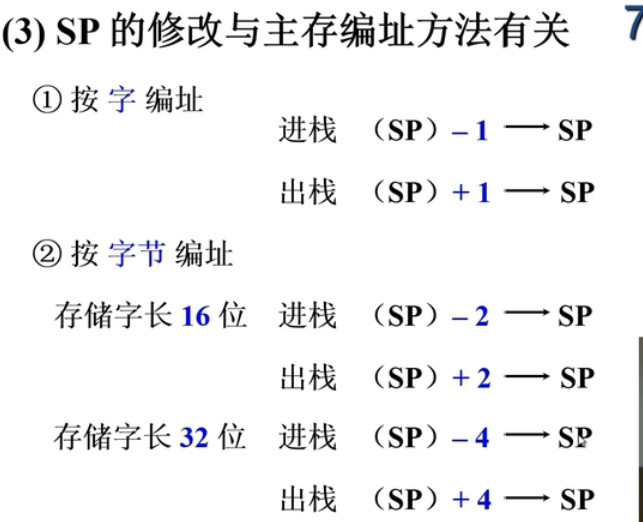 (3) SP 的修改与主存编址方法有关 7
① 按 字 编址
进栯 （SP）– 1 → SP
出栈 （SP）+ 1 → SP
② 按 字节 编址
存储字长 16 位 进栈 （SP）– 2 → SP
出栈 （SP）+ 2 → SP
存储字长 32 位 进栈 （SP）– 4 → SP
出栈 （SP）+ 4 → SP